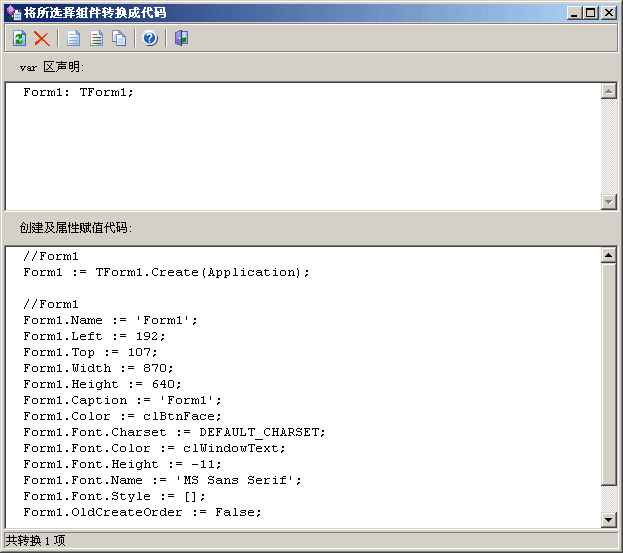 将所选择组件转换成代码
var 区声明:
Form1: TForm1;
创建及属性赋值代码:
//Form1
Form1 := TForm1.Create(Application);
//Form1
Form1.Name := 'Form1';
Form1.Left := 192;
Form1.Top := 107;
Form1.Width := 870;
Form1.Height := 640;
Form1.Caption := 'Form1';
Form1.Color := clBtnFace;
Form1.Font.Charset := DEFAULT_CHARSET;
Form1.Font.Color := clWindowText;
Form1.Font.Height := -11;
Form1.Font.Name := 'MS Sans Serif';
Form1.Font.Style := [];
Form1.OldCreateOrder := False;
共转换 1 项